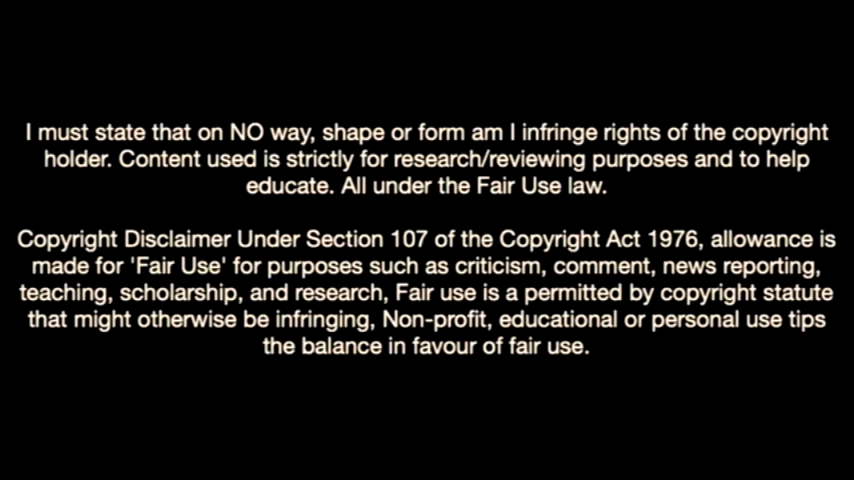 I must state that on NO way, shape or form am I infringe rights of the copyright
holder. Content used is strictly for research/reviewing purposes and to help
educate. All under the Fair Use law.
Copyright Disclaimer Under Section 107 of the Copyright Act 1976, allowance is
made for 'Fair Use' for purposes such as criticism, comment, news reporting,
teaching, scholarship, and research, Fair use is a permitted by copyright statute
that might otherwise be infringing, Non-profit, educational or personal use tips
the balance in favour of fair use.